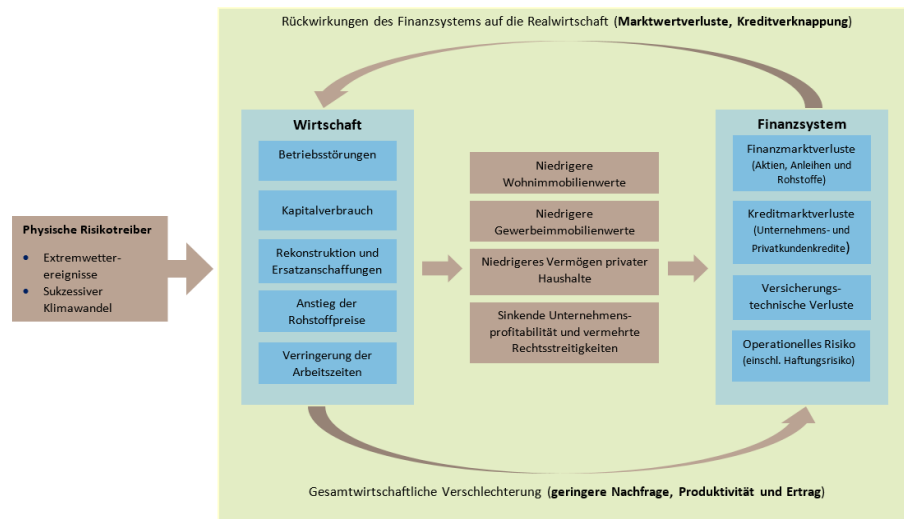 Rückwirkungen des Finanzsystems auf die Realwirtschaft (Marktwertverluste, Kreditverknappung)
Physische Risikotreiber
• Extremwetter-
ereignisse
• Sukzessiver
Klimawandel
Wirtschaft
Betriebsstörungen
Kapitalverbrauch
Rekonstruktion und
Ersatzanschaffungen
Anstieg der
Rohstoffpreise
Verringerung der
Arbeitszeiten
Niedrigere
Wohnimmobilienwerte
Niedrigere
Gewerbeimmobilienwerte
Niedrigeres Vermögen privater
Haushalte
Sinkende Unternehmens-
profitabilität und vermehrte
Rechtsstreitigkeiten
Finanzsystem
Finanzmarktverluste
(Aktien, Anleihen und
Rohstoffe)
Kreditmarktverluste
(Unternehmens- und
Privatkundenkredite)
Versicherungs-
technische Verluste
Operationelles Risiko
(einschl. Haftungsrisiko)
Gesamtwirtschaftliche Verschlechterung (geringere Nachfrage, Produktivität und Ertrag)